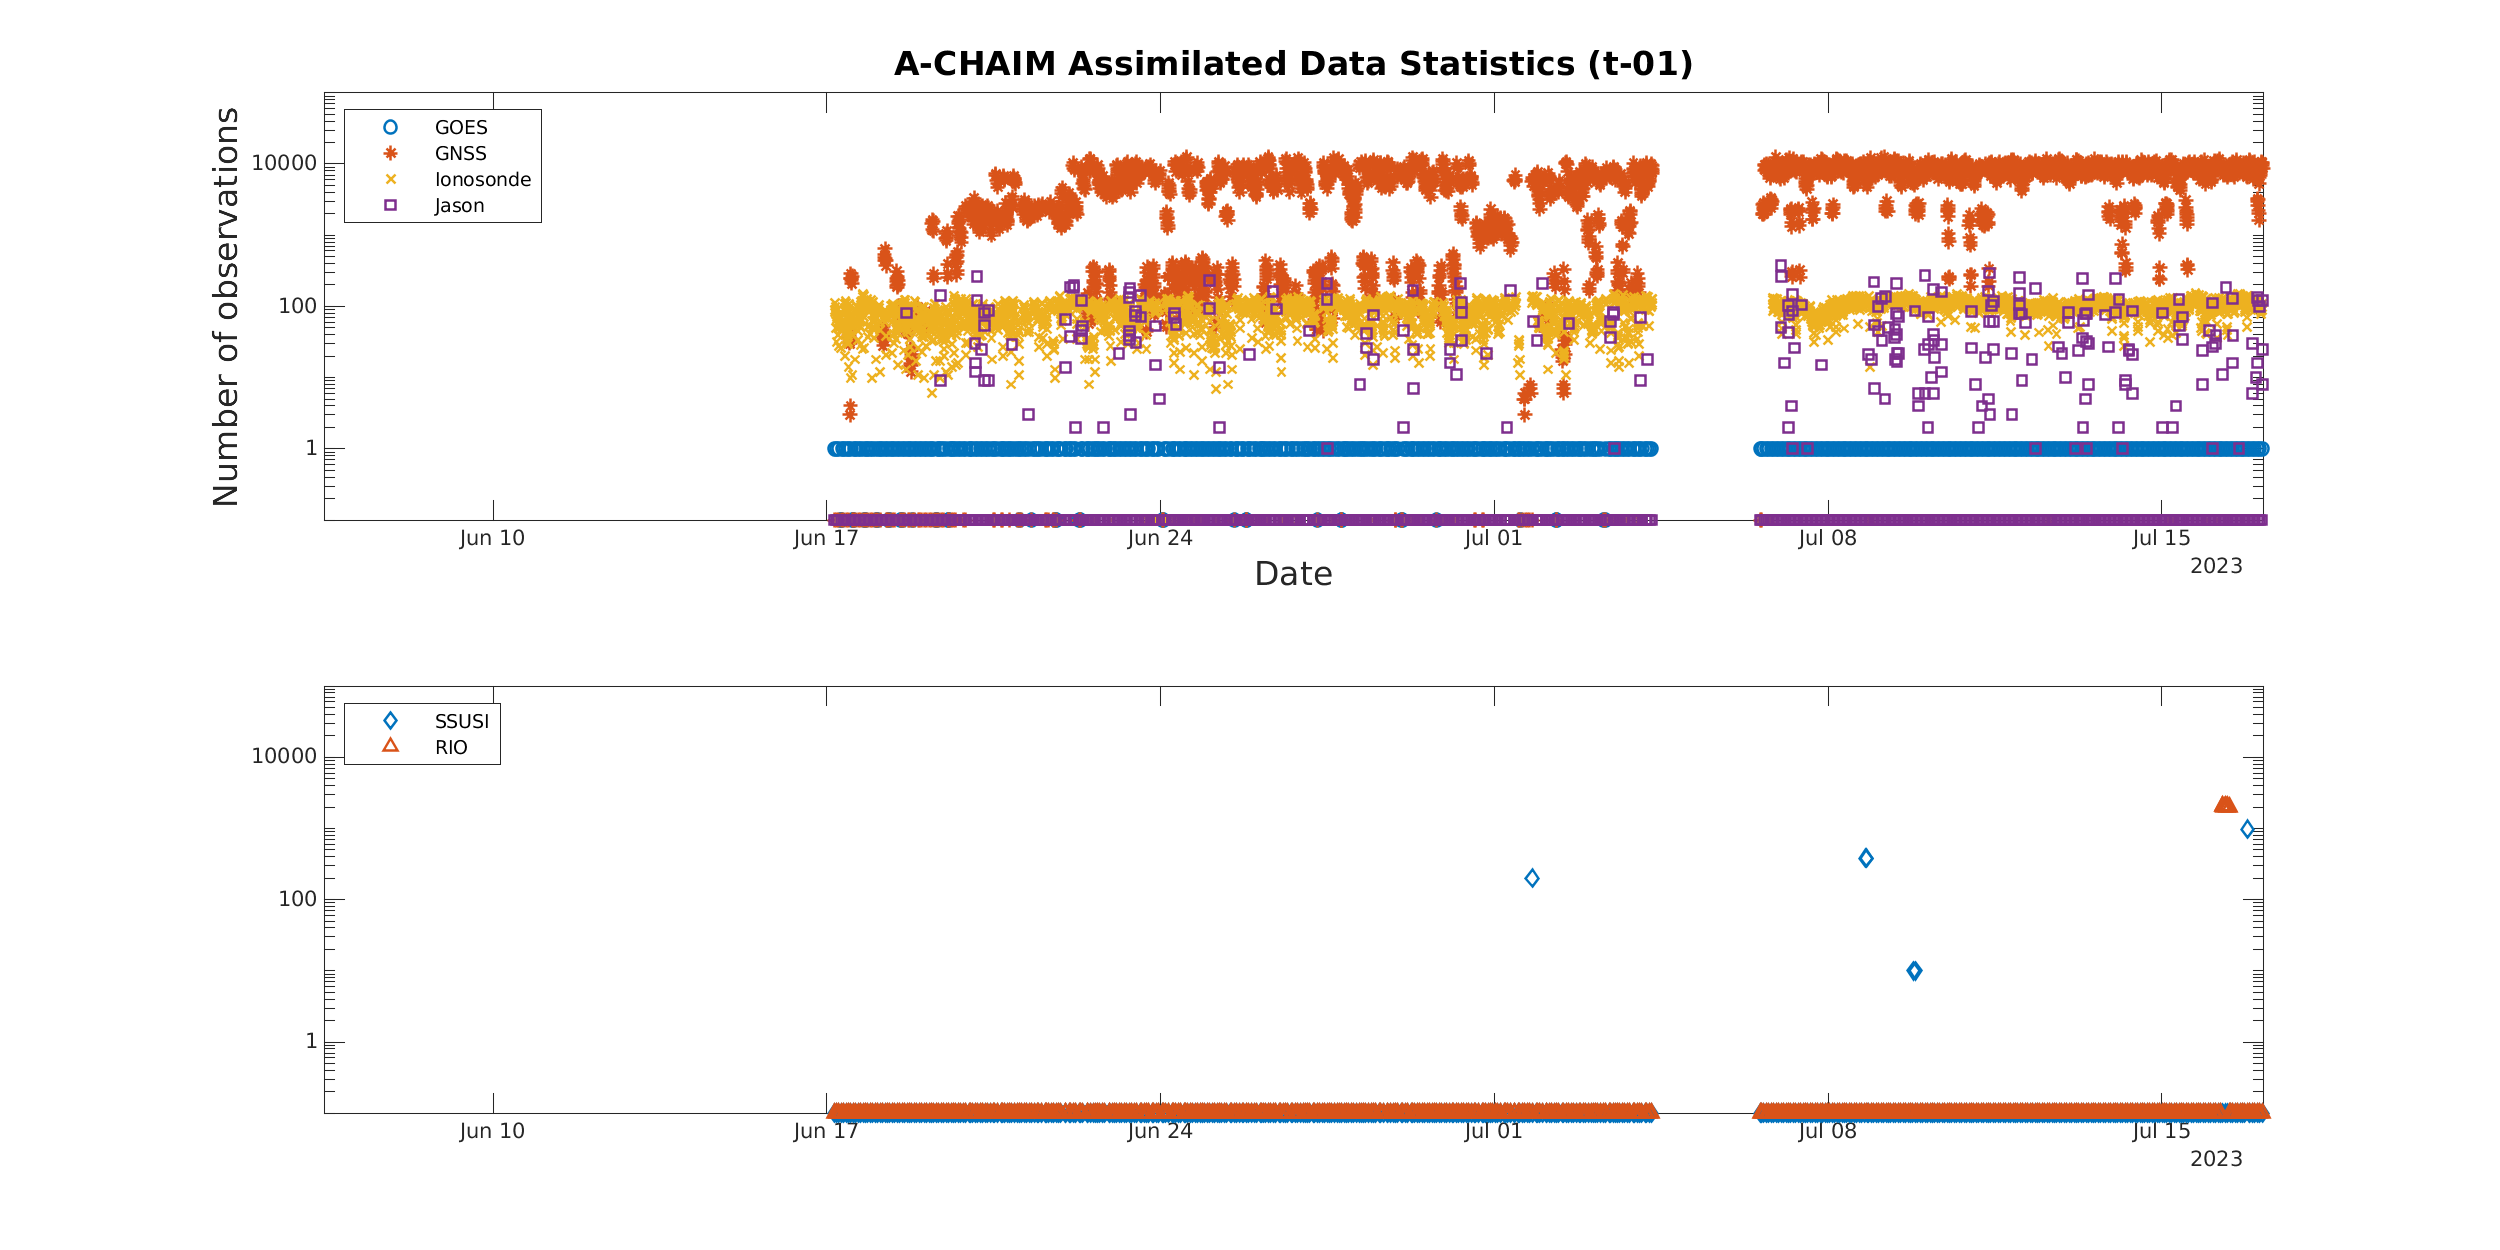 A-CHAIM Assimilated Data Statistics (t-01)
Number of observations
10000
100
1
GOES
GNSS
Ionosonde
Jason
Jun 10
Jun 17
Jun 24
Jul 01
Jul 08
Jul 15
2023
Date
10000
100
1
SSUSI
RIO
Jun 10
Jun 17
Jun 24
Jul 01
Jul 08
Jul 15
2023